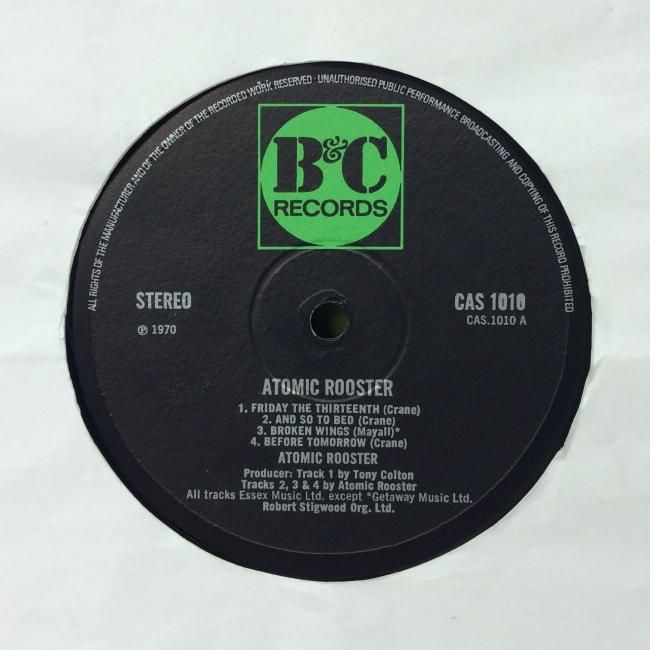 ALL RIGHTS OF THE MANUFACTURER AND OF THE OWNER OF THE RECORDED WORK RESERVED · UNAUTHORISED PUBLIC PERFORMANCE BROADCASTING AND COPYING OF THIS RECORD PROHIBITED
B&C
RECORDS
STEREO
℗ 1970
CAS 1010
CAS.1010 A
ATOMIC ROOSTER
1. FRIDAY THE THIRTEENTH (Crane)
2. AND SO TO BED (Crane)
3. BROKEN WINGS (Mayall)*
4. BEFORE TOMORROW (Crane)
ATOMIC ROOSTER
Producer: Track 1 by Tony Colton
Tracks 2, 3 & 4 by Atomic Rooster
All tracks Essex Music Ltd. except *Getaway Music Ltd.
Robert Stigwood Org. Ltd.